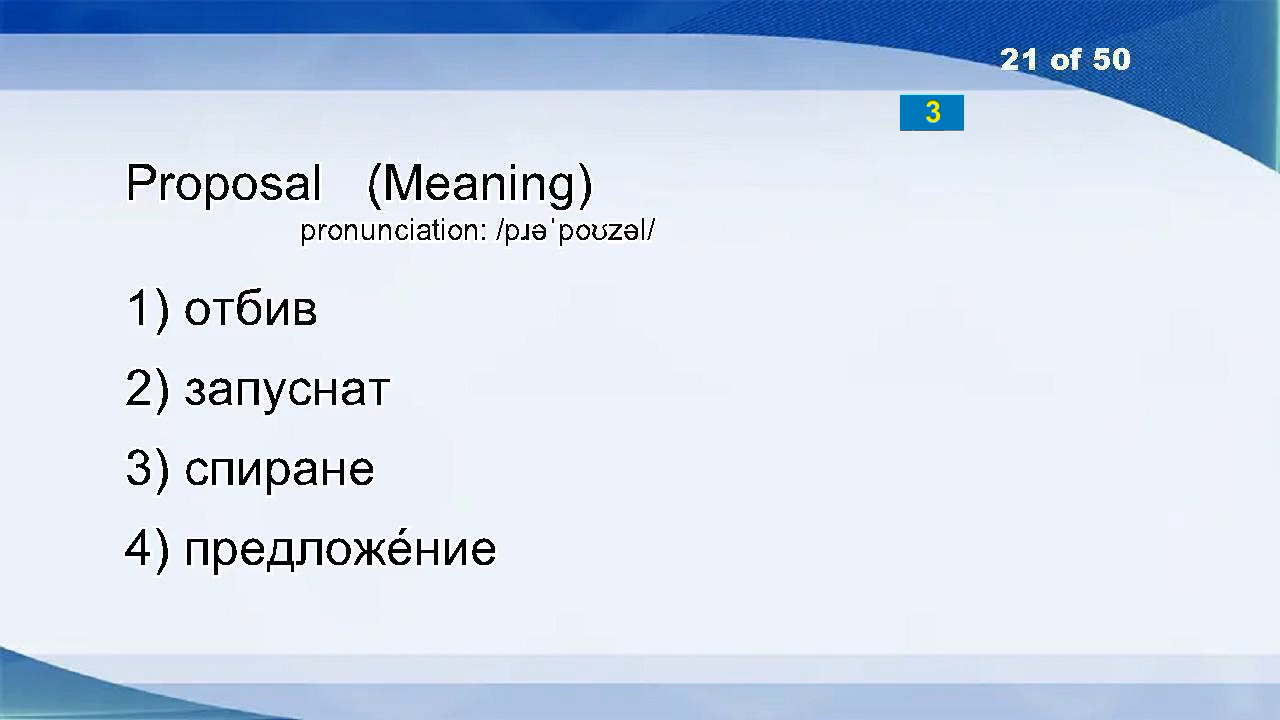 21 of 50
3
Proposal (Meaning)
pronunciation: /pɹəˈpoʊzəl/
1) отбив
2) запуснат
3) спиране
4) предложе́ние